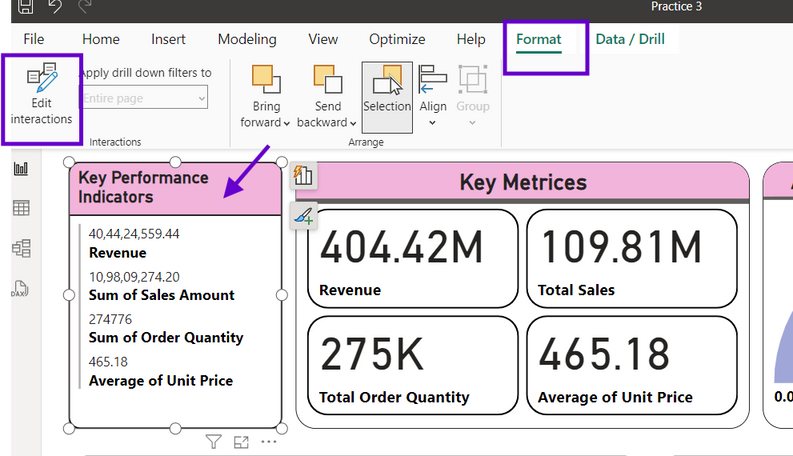 Practice 3
File Home Insert Modeling View Optimize Help Format Data / Drill
Edit
interactions
Apply drill down filters to
Entire page
Interactions
Bring
forward
Send
backward
Selection
Align
Group
Arrange
Key Performance
Indicators
40,44,24,559.44
Revenue
10,98,09,274.20
Sum of Sales Amount
274776
Sum of Order Quantity
465.18
Average of Unit Price
Key Metrices
404.42M
Revenue
109.81M
Total Sales
275K
Total Order Quantity
465.18
Average of Unit Price
DAX